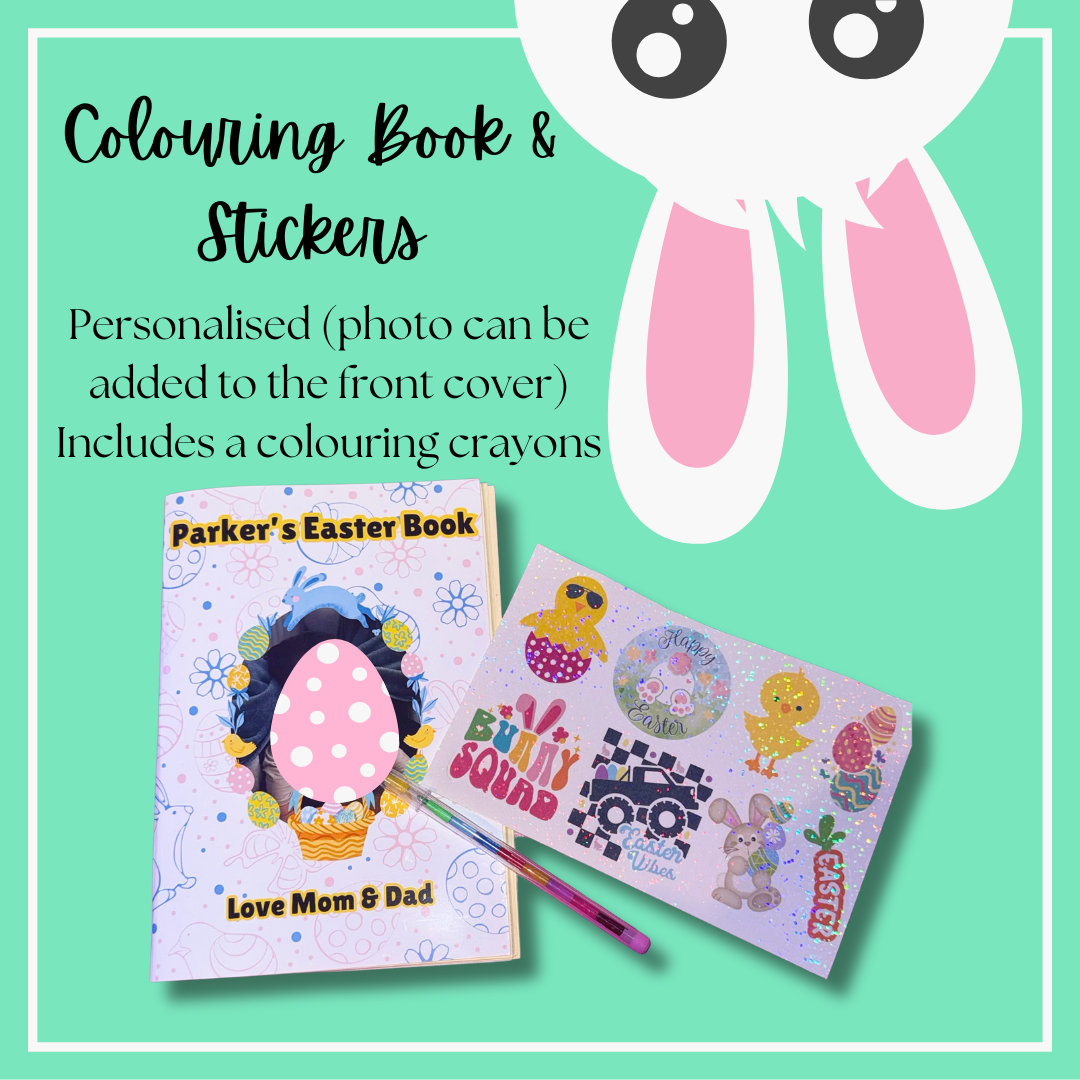 Colouring Book &
Stickers
Personalised (photo can be
added to the front cover)
Includes a colouring crayons
Parker's Easter Book
Love Mom & Dad
Happy
Easter
BUNNY
SQUAD
Easter
Vibes
EASTER